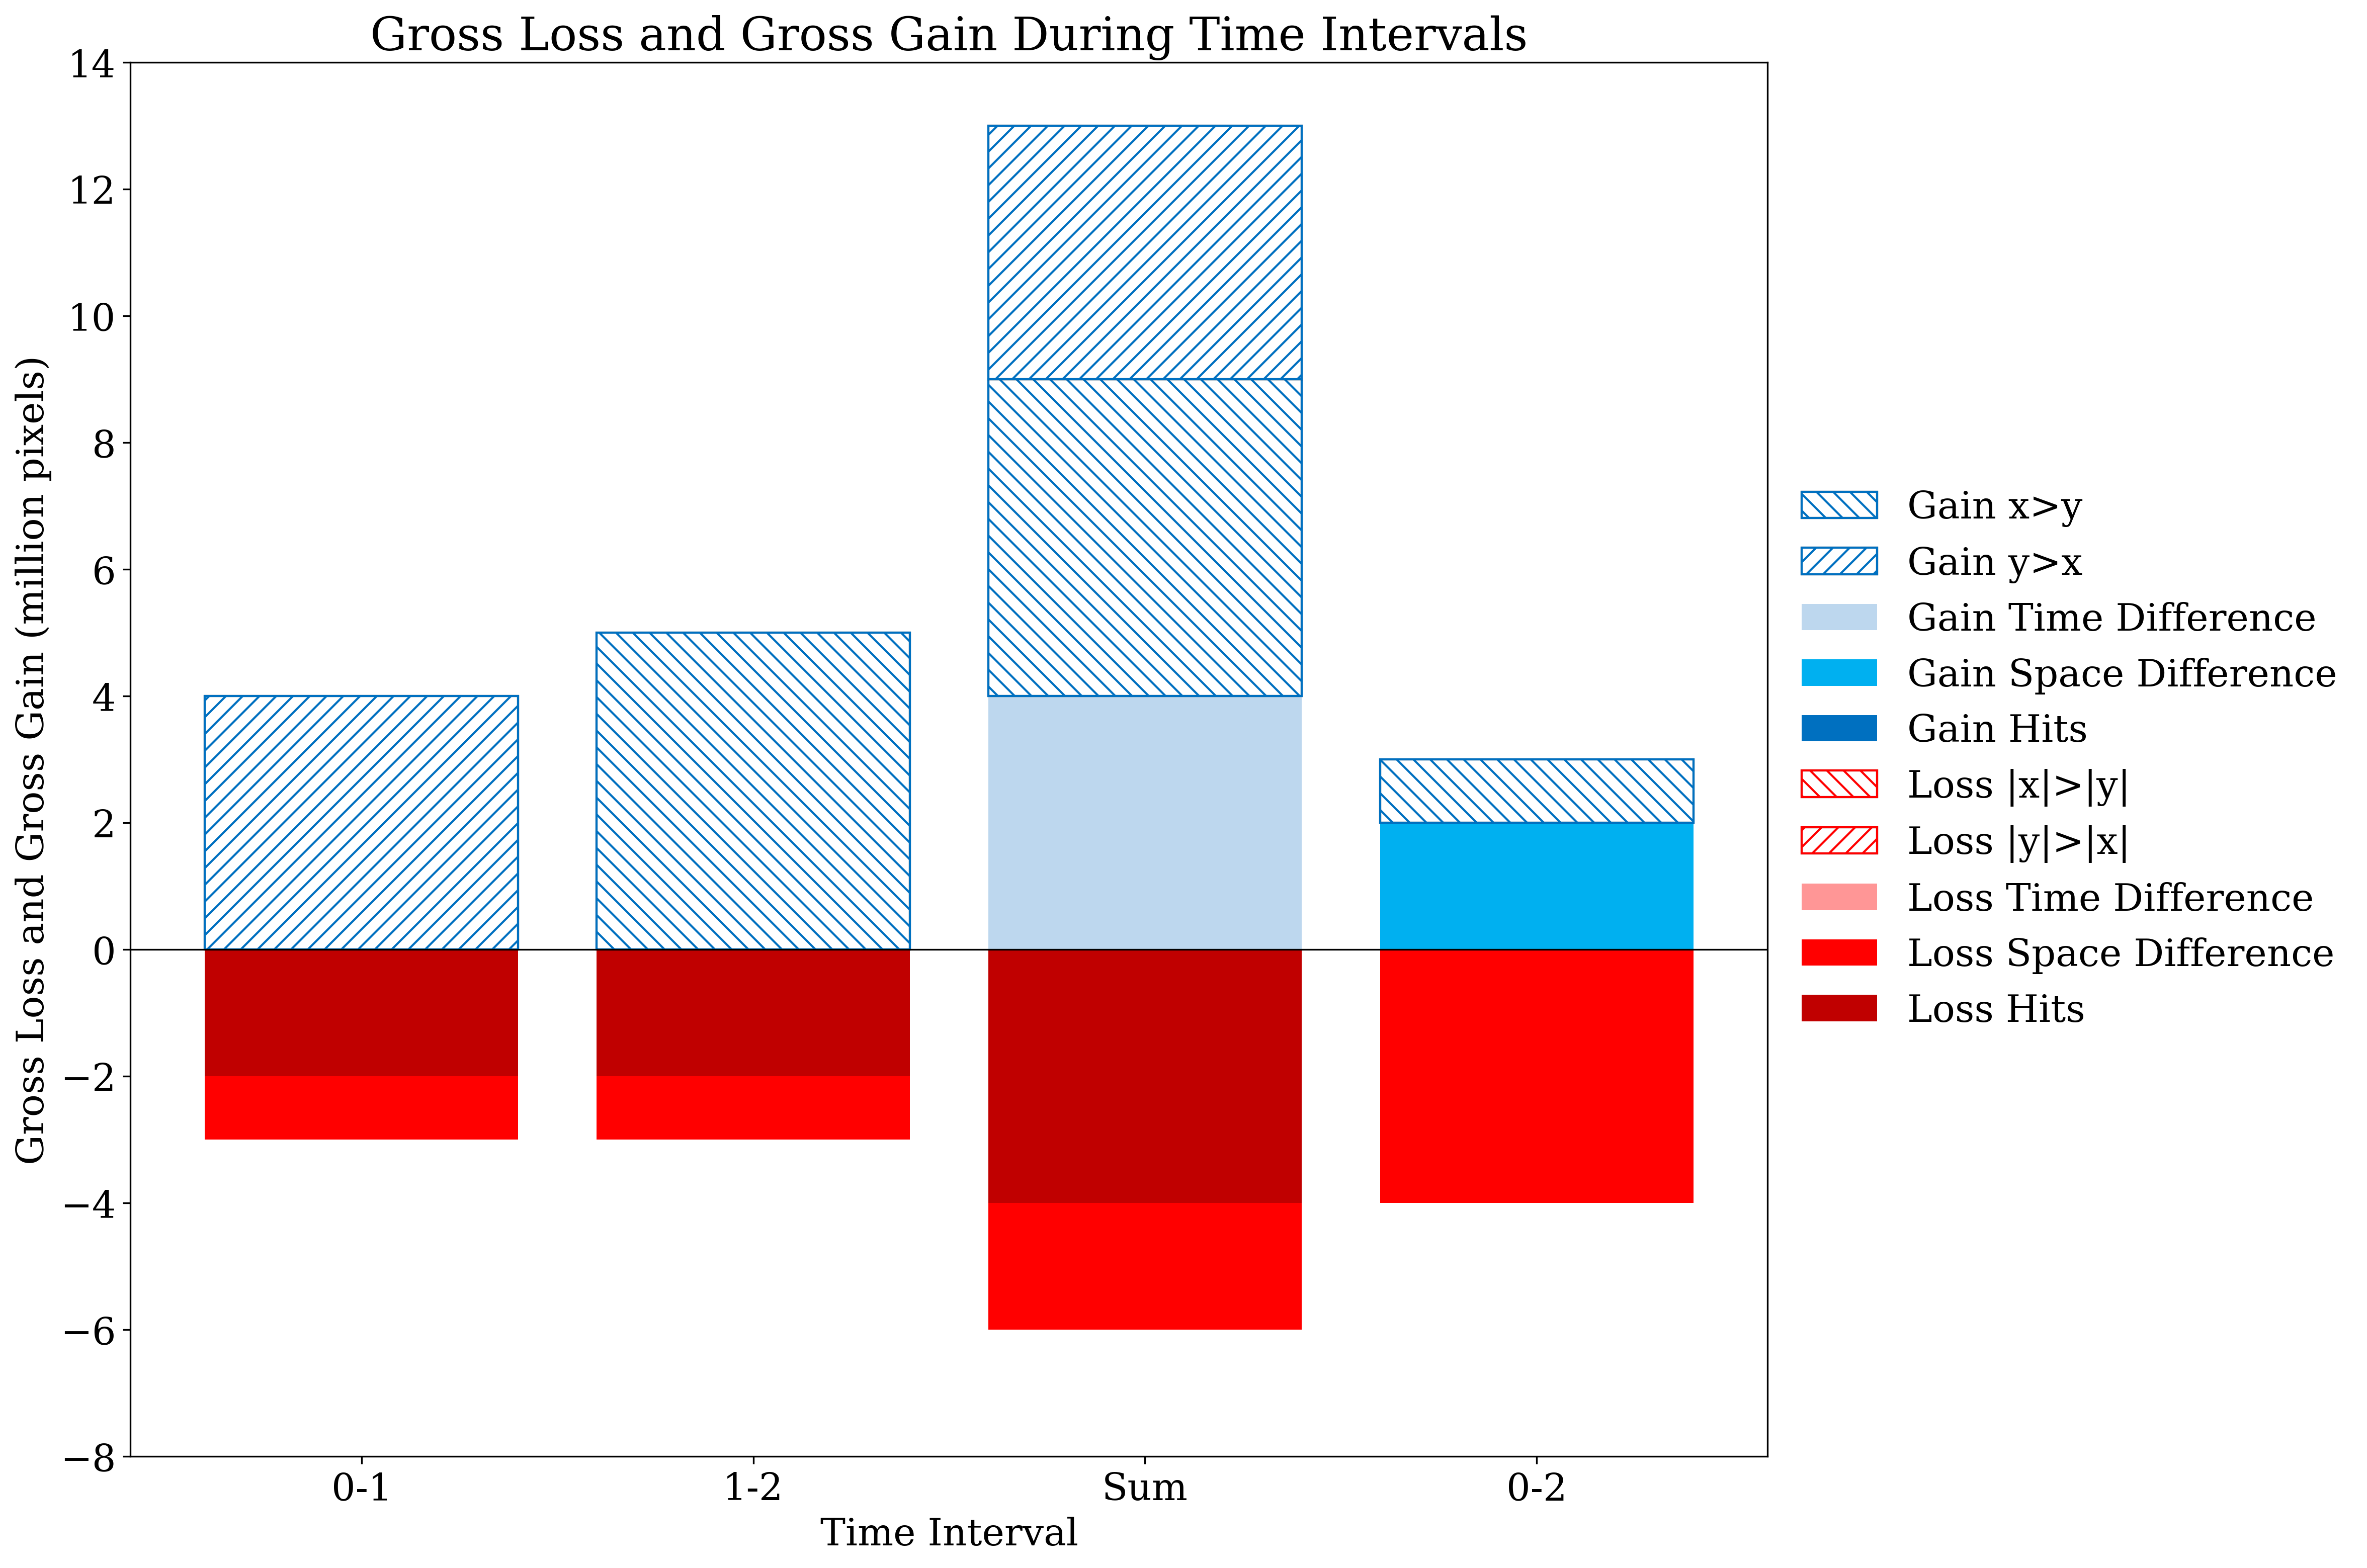 Gross Loss and Gross Gain During Time Intervals
Gross Loss and Gross Gain (million pixels)
14
12
10
8
6
4
2
0
−2
−4
−6
−8
0-1
1-2
Sum
0-2
Time Interval
Gain x>y
Gain y>x
Gain Time Difference
Gain Space Difference
Gain Hits
Loss |x|>|y|
Loss |y|>|x|
Loss Time Difference
Loss Space Difference
Loss Hits